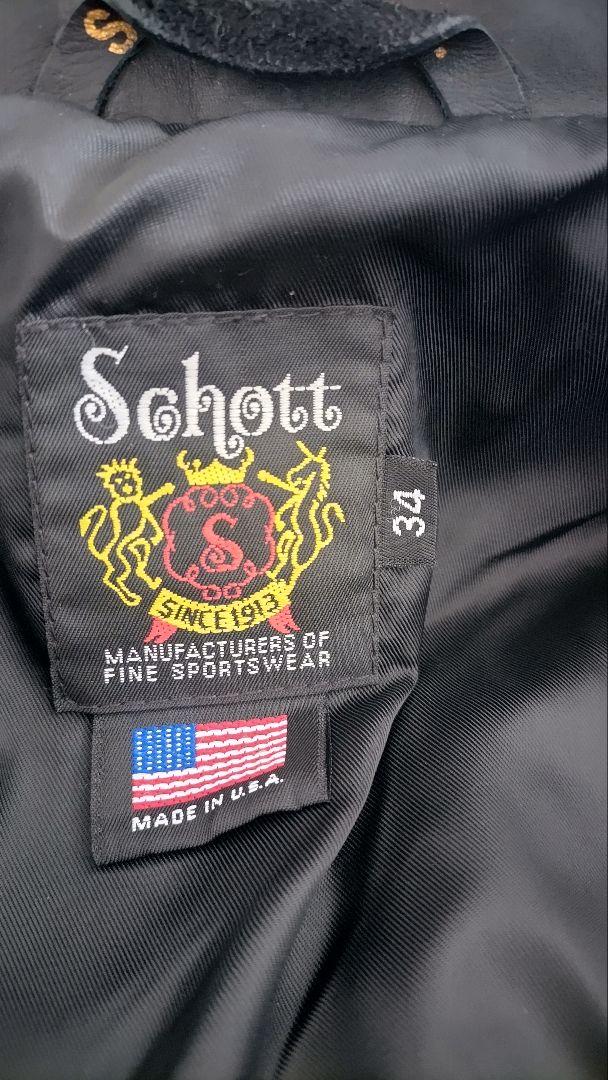 S
Schott
34
S
SINCE 1913
MANUFACTURERS OF
FINE SPORTSWEAR
MADE IN U.S.A.